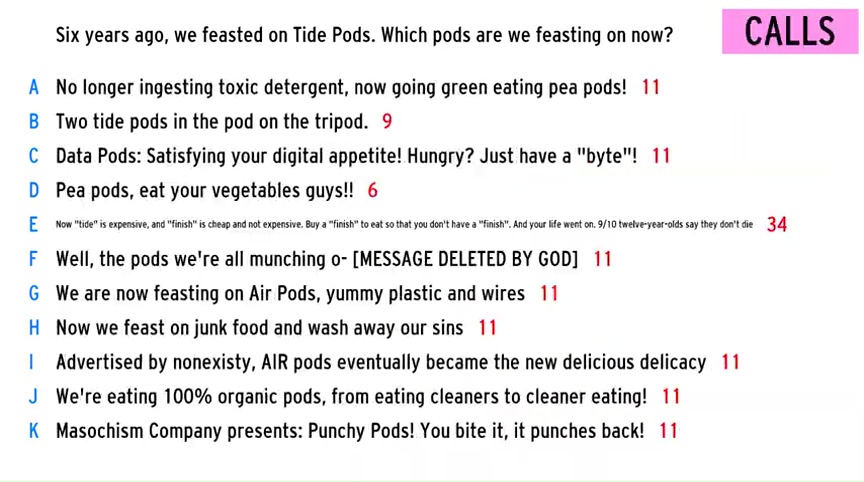 Six years ago, we feasted on Tide Pods. Which pods are we feasting on now?
CALLS
A No longer ingesting toxic detergent, now going green eating pea pods! 11
B Two tide pods in the pod on the tripod. 9
C Data Pods: Satisfying your digital appetite! Hungry? Just have a "byte"! 11
D Pea pods, eat your vegetables guys!! 6
E Now "tide" is expensive, and "finish" is cheap and not expensive. Buy a "finish" to eat so that you don't have a "finish". And your life went on. 9/10 twelve-year-olds say they don't die 34
F Well, the pods we're all munching o- [MESSAGE DELETED BY GOD] 11
G We are now feasting on Air Pods, yummy plastic and wires 11
H Now we feast on junk food and wash away our sins 11
I Advertised by nonexisty, AIR pods eventually became the new delicious delicacy 11
J We're eating 100% organic pods, from eating cleaners to cleaner eating! 11
K Masochism Company presents: Punchy Pods! You bite it, it punches back! 11